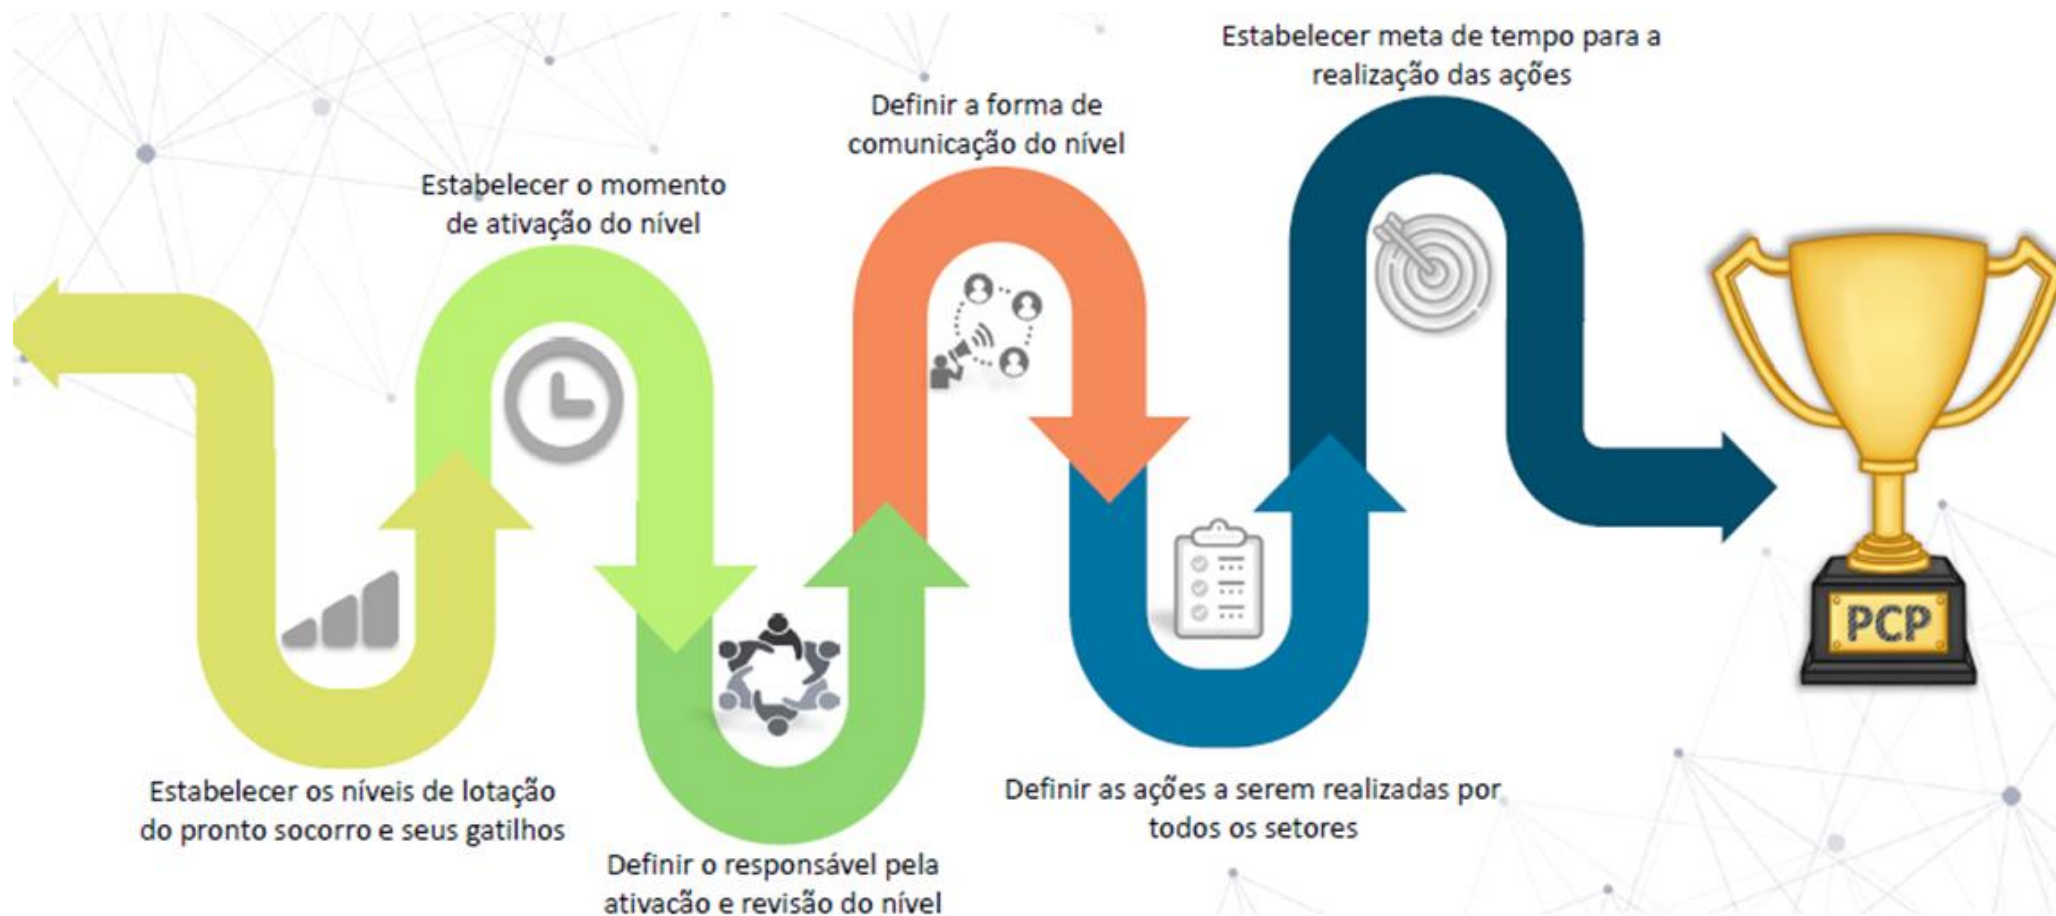 Estabelecer os níveis de lotação
do pronto socorro e seus gatilhos
Estabelecer o momento
de ativação do nível
Definir o responsável pela
ativação e revisão do nível
Definir a forma de
comunicação do nível
Definir as ações a serem realizadas por
todos os setores
Estabelecer meta de tempo para a
realização das ações
PCP